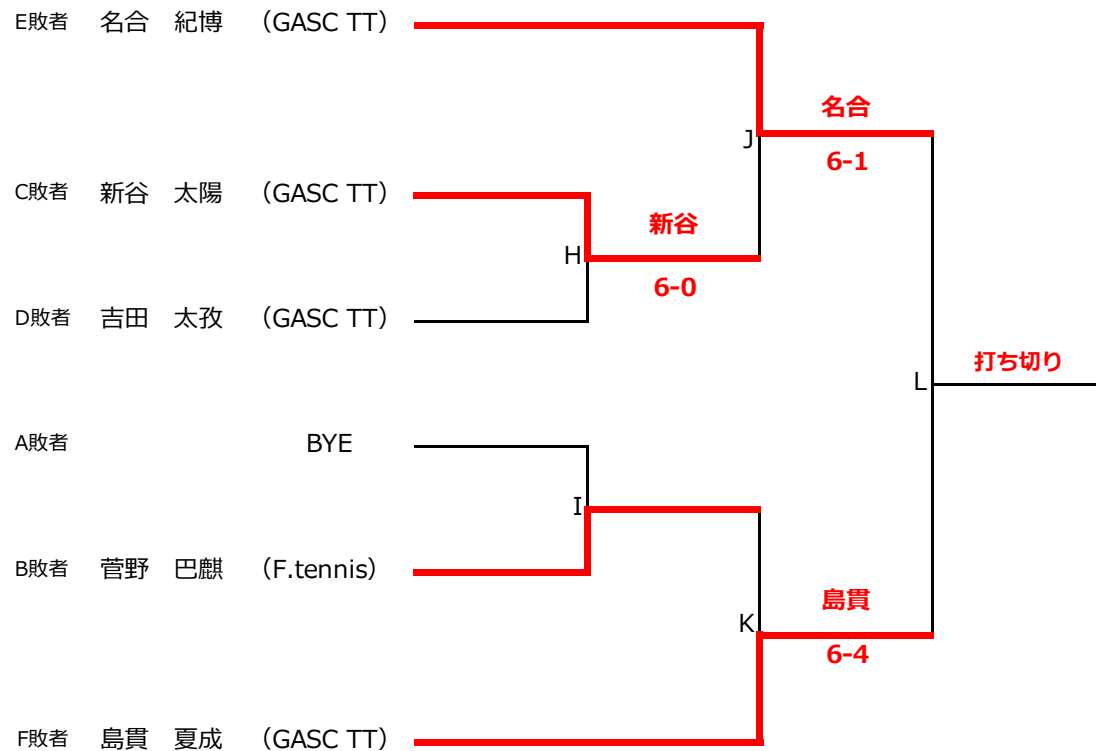 E敗者 名合 紀博 （GASC TT）
名合
J
6-1
C敗者 新谷 太陽 （GASC TT）
新谷
H
6-0
D敗者 吉田 太孜 （GASC TT）
打ち切り
L
A敗者 BYE
I
B敗者 菅野 巴麒 （F.tennis）
島貫
K
6-4
F敗者 島貫 夏成 （GASC TT）